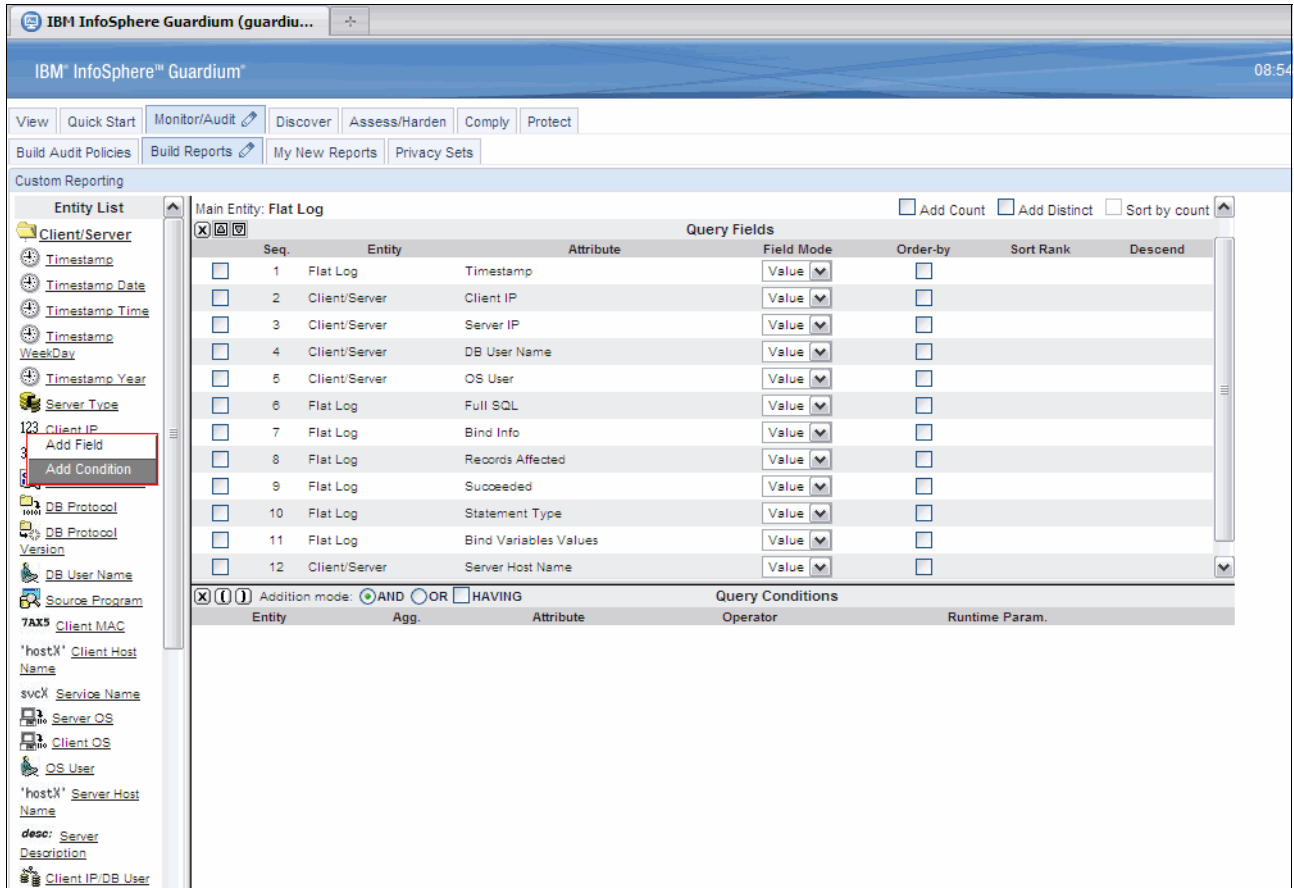 IBM InfoSphere Guardium (guardiu...
IBM® InfoSphere™ Guardium®
08:54
View Quick Start Monitor/Audit Discover Assess/Harden Comply Protect
Build Audit Policies Build Reports My New Reports Privacy Sets
Custom Reporting
Entity List
Client/Server
Timestamp
Timestamp Date
Timestamp Time
Timestamp
WeekDay
Timestamp Year
Server Type
123 Client IP
Add Field
Add Condition
DB Protocol
DB Protocol
Version
DB User Name
Source Program
7AX5 Client MAC
"hostX" Client Host
Name
svcX Service Name
Server OS
Client OS
OS User
"hostX" Server Host
Name
desc: Server
Description
Client IP/DB User
Main Entity: Flat Log
Add Count Add Distinct Sort by count
Query Fields
Seq. Entity Attribute Field Mode Order-by Sort Rank Descend
1 Flat Log Timestamp Value
2 Client/Server Client IP Value
3 Client/Server Server IP Value
4 Client/Server DB User Name Value
5 Client/Server OS User Value
6 Flat Log Full SQL Value
7 Flat Log Bind Info Value
8 Flat Log Records Affected Value
9 Flat Log Succeeded Value
10 Flat Log Statement Type Value
11 Flat Log Bind Variables Values Value
12 Client/Server Server Host Name Value
X ( ) Addition mode: AND OR HAVING Query Conditions
Entity Agg. Attribute Operator Runtime Param.